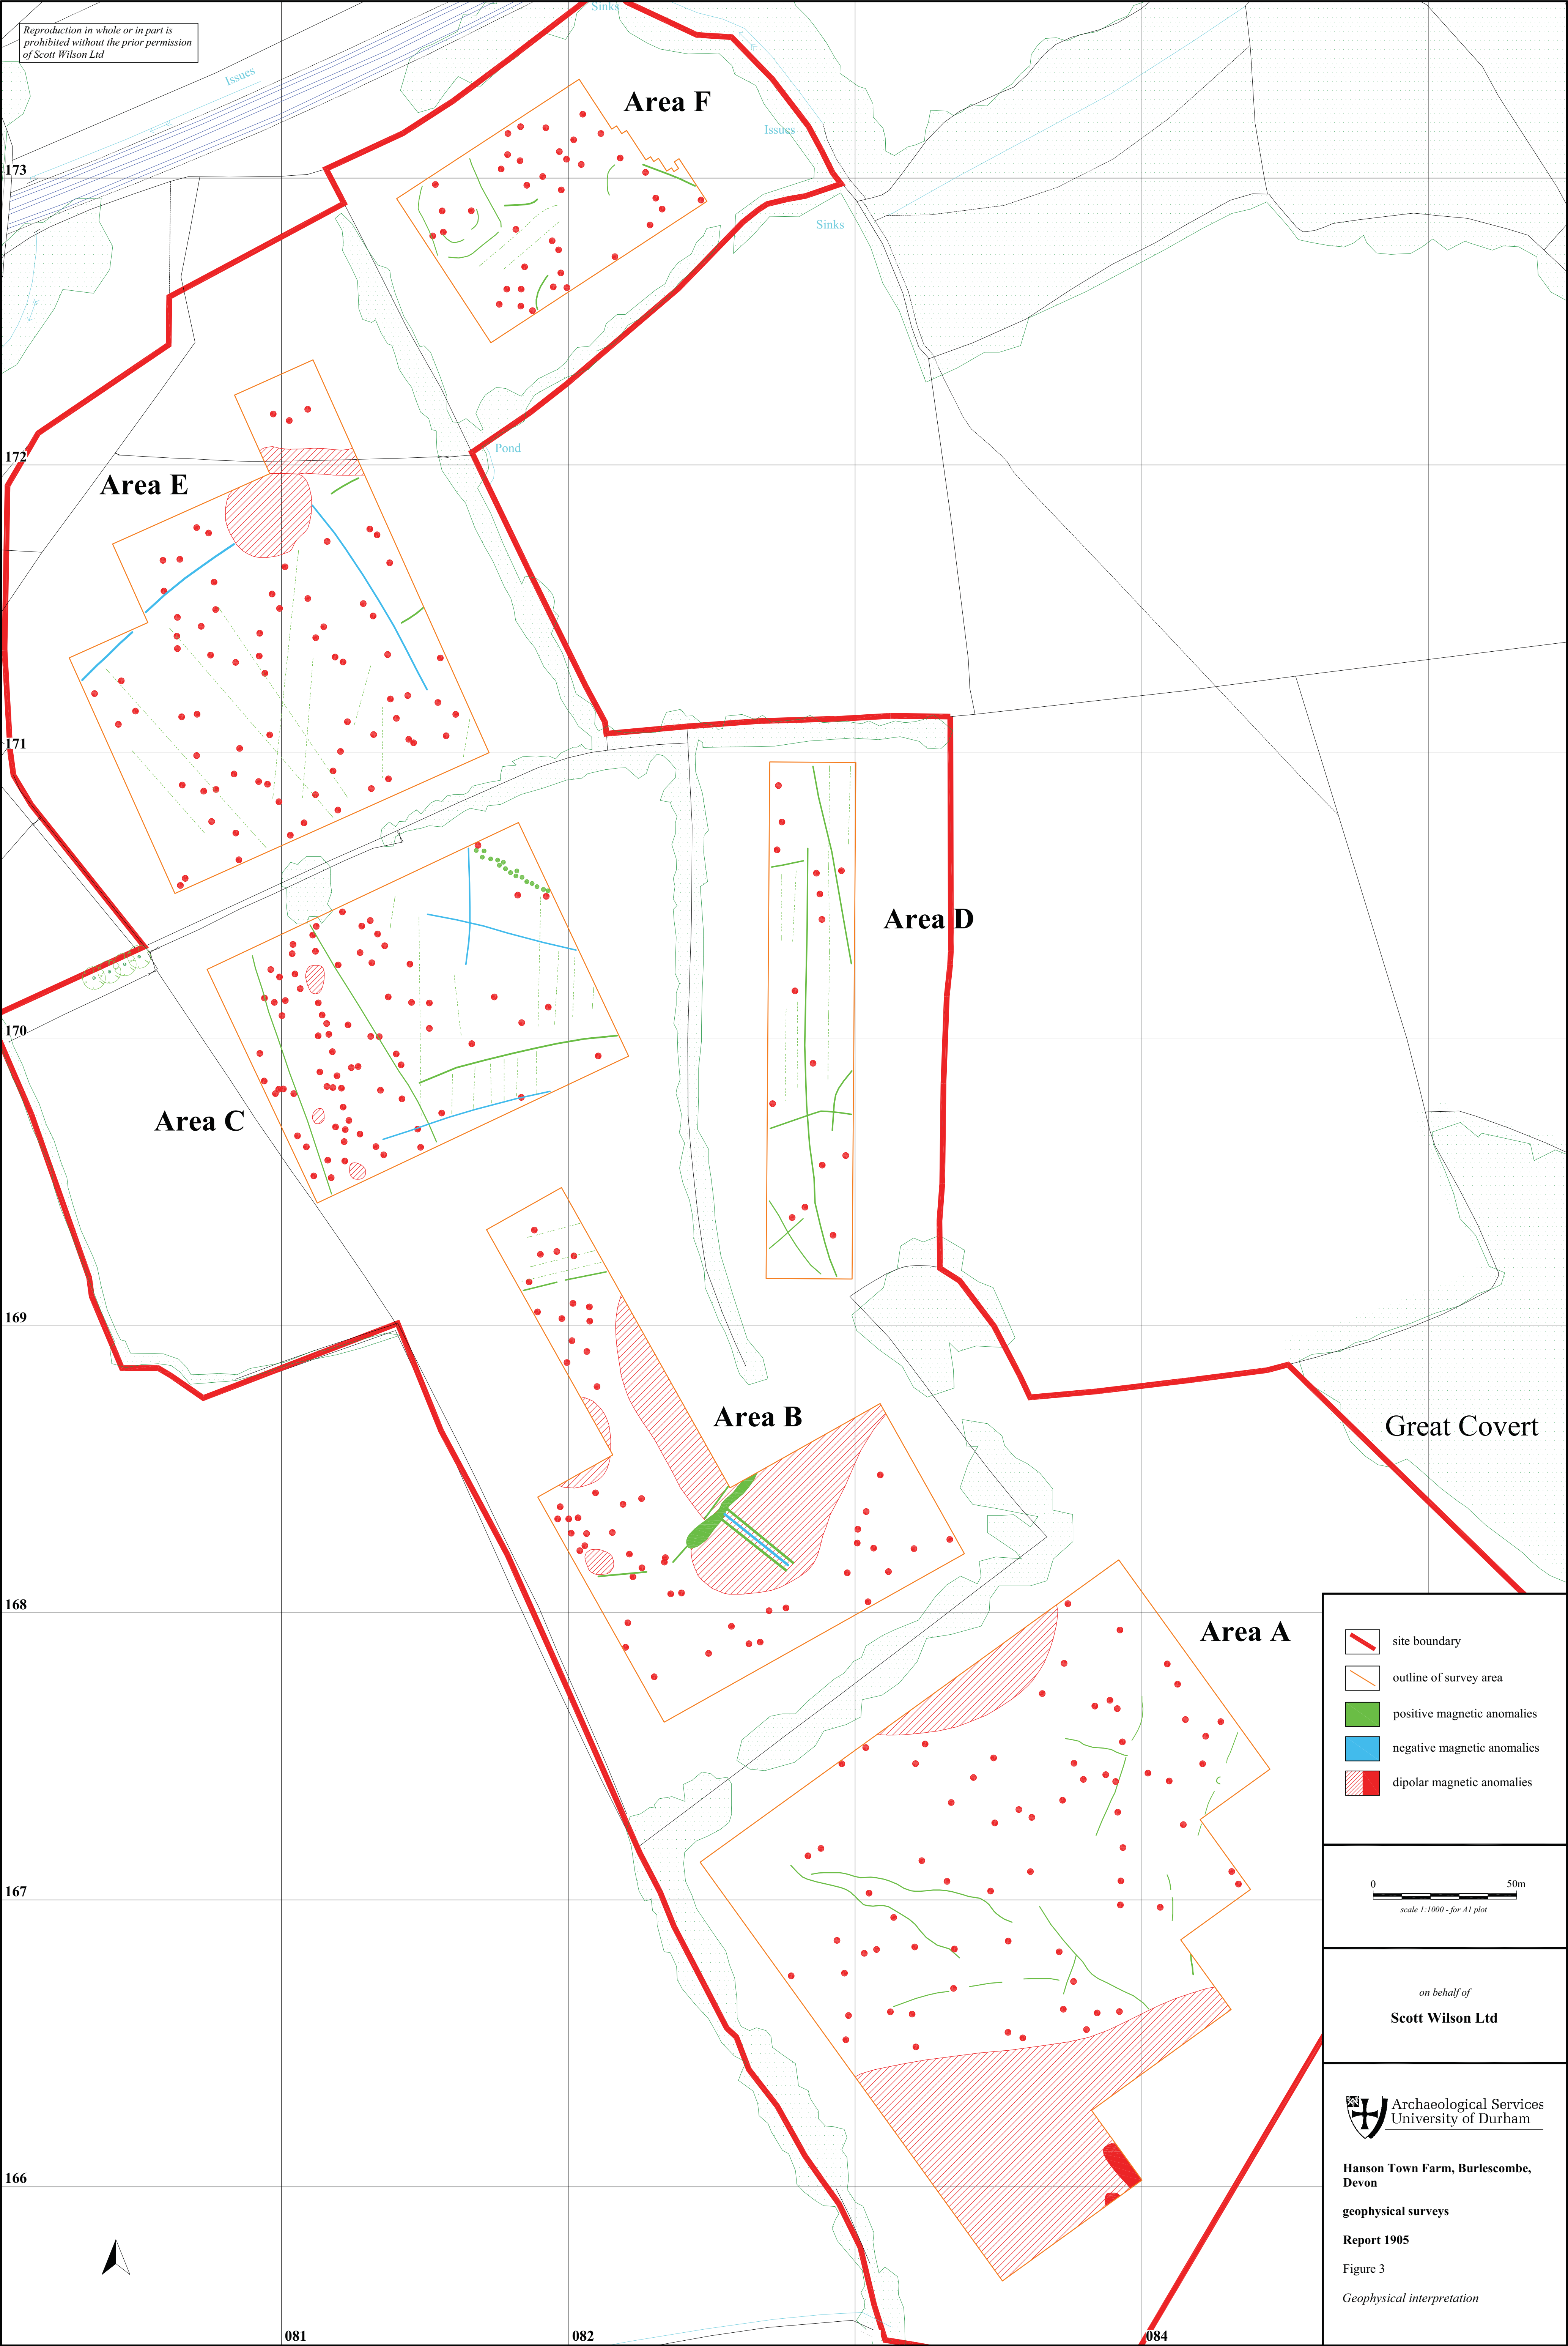 Reproduction in whole or in part is
prohibited without the prior permission
of Scott Wilson Ltd
Sinks
Issues
Area F
Issues
173
Sinks
172
Pond
Area E
171
Area D
170
Area C
169
Area B
Great Covert
168
Area A
167
166
081
082
084
site boundary
outline of survey area
positive magnetic anomalies
negative magnetic anomalies
dipolar magnetic anomalies
0 50m
scale 1:1000 - for A1 plot
on behalf of
Scott Wilson Ltd
Archaeological Services
University of Durham
Hanson Town Farm, Burlescombe,
Devon
geophysical surveys
Report 1905
Figure 3
Geophysical interpretation